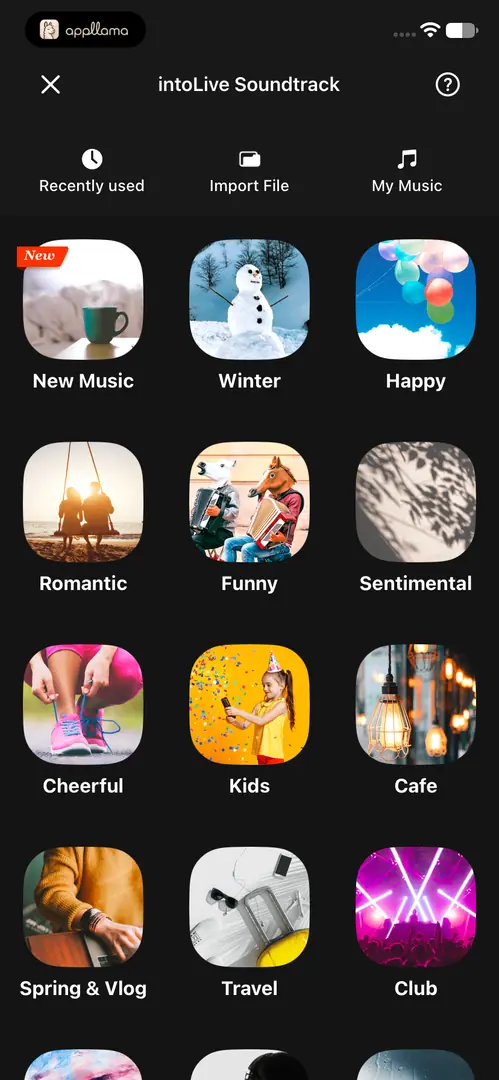 appllama
intoLive Soundtrack
Recently used
Import File
My Music
New
New Music
Winter
Happy
Romantic
Funny
Sentimental
Cheerful
Kids
Cafe
Spring & Vlog
Travel
Club